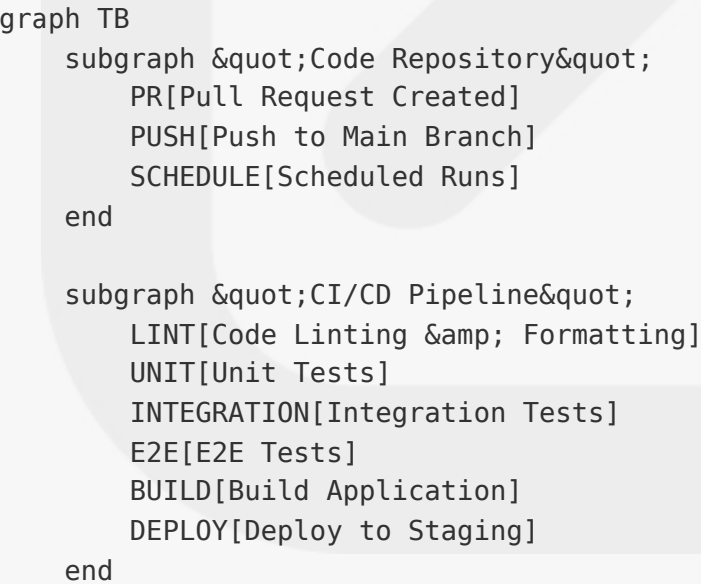 graph TB
    subgraph &quot;Code Repository&quot;
        PR[Pull Request Created]
        PUSH[Push to Main Branch]
        SCHEDULE[Scheduled Runs]
    end

    subgraph &quot;CI/CD Pipeline&quot;
        LINT[Code Linting &amp; Formatting]
        UNIT[Unit Tests]
        INTEGRATION[Integration Tests]
        E2E[E2E Tests]
        BUILD[Build Application]
        DEPLOY[Deploy to Staging]
    end